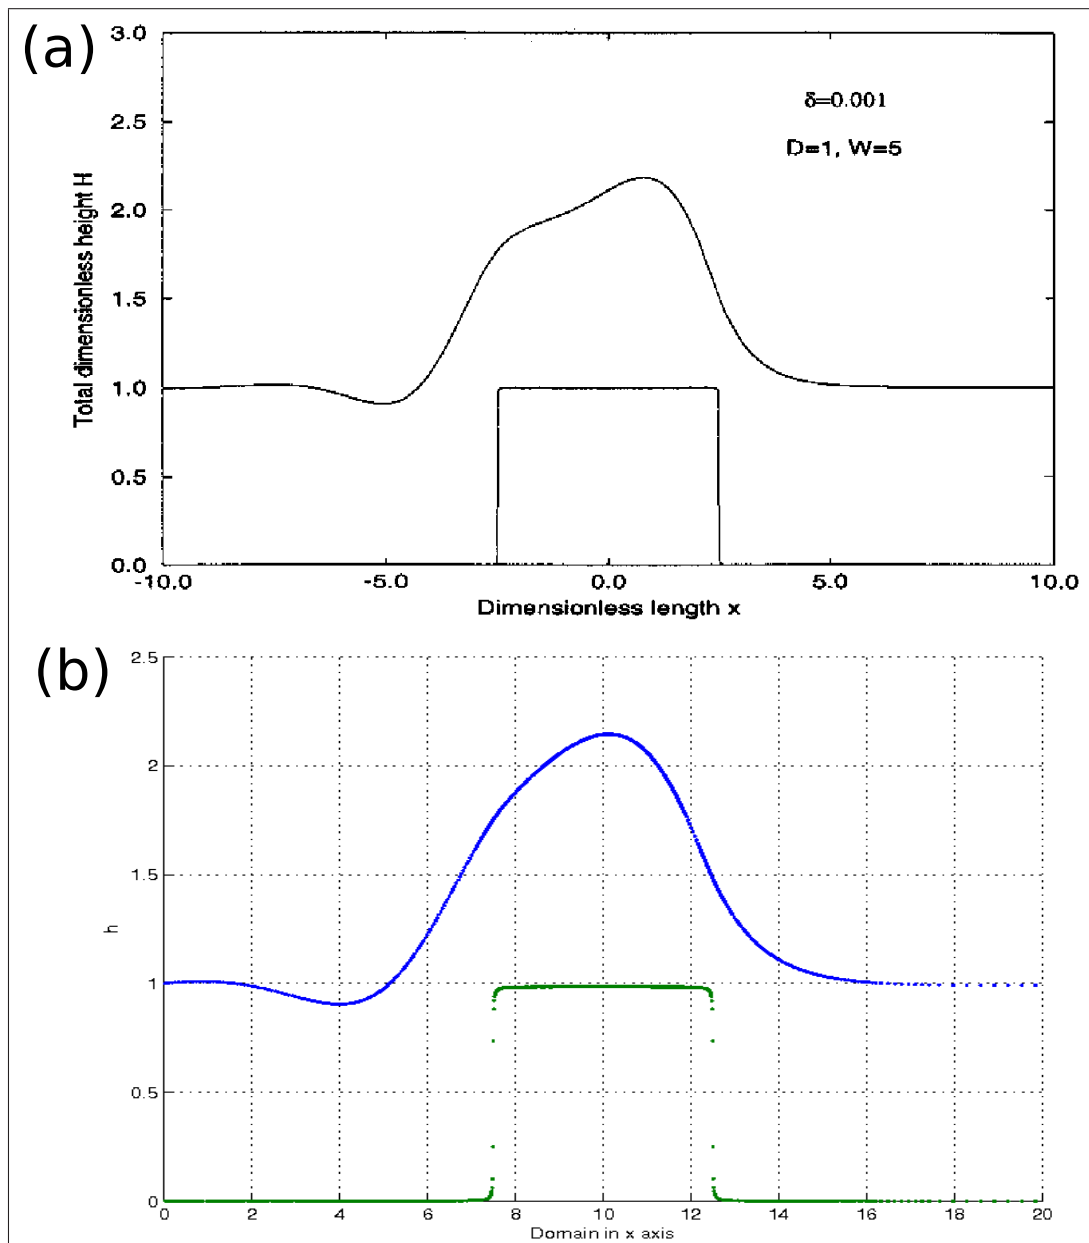 (a)
3.0
δ=0.001
2.5
D=1, W=5
2.0
1.5
1.0
0.5
0.0
Total dimensionless height H
-10.0 -5.0 0.0 5.0 10.0
Dimensionless length x
(b)
2.5
2
1.5
1
0.5
0
h
0 2 4 6 8 10 12 14 16 18 20
Domain in x axis